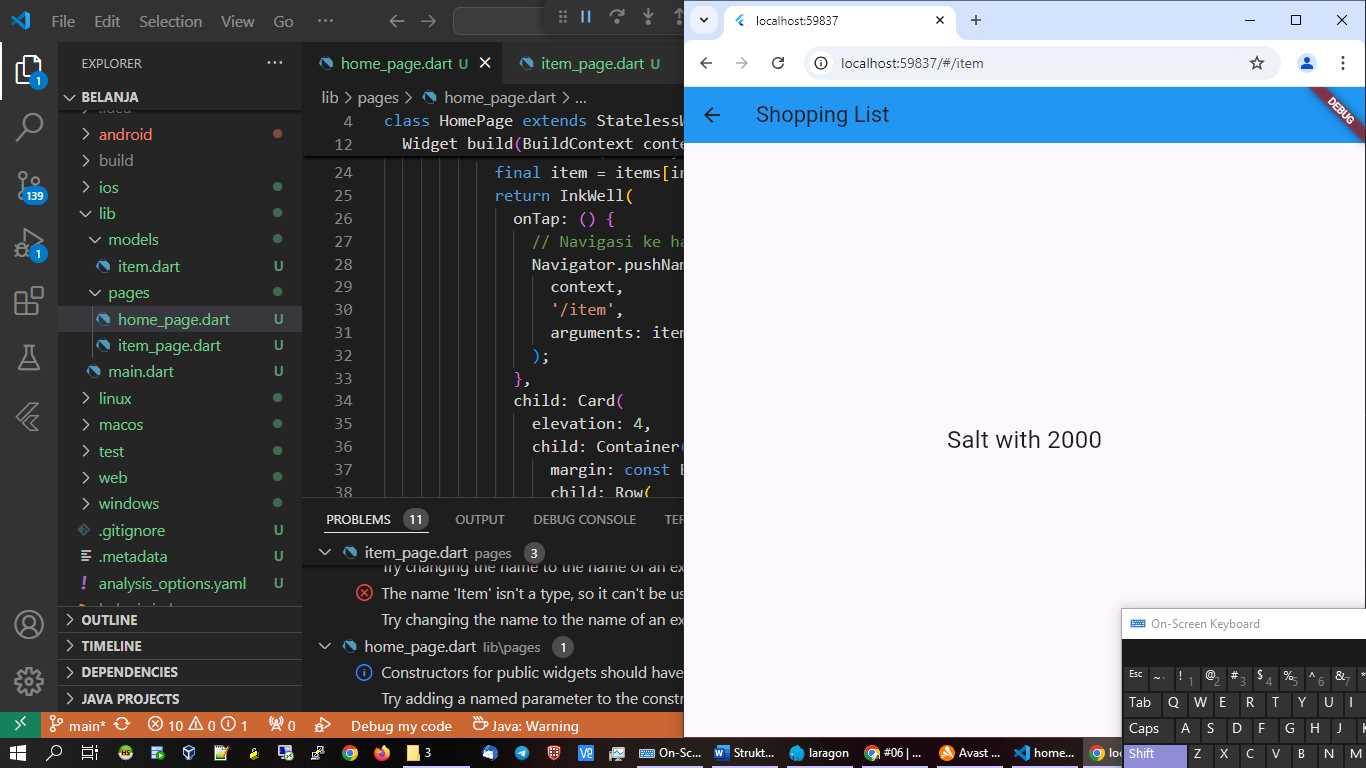 File Edit Selection View Go ...
localhost:59837
localhost:59837/#/item
EXPLORER
BELANJA
android
build
ios
lib
models
item.dart U
pages
home_page.dart U
item_page.dart U
main.dart U
linux
macos
test
web
windows
.gitignore U
.metadata U
analysis_options.yaml U
OUTLINE
TIMELINE
DEPENDENCIES
JAVA PROJECTS
1
139
1
home_page.dart U
item_page.dart U
lib > pages > home_page.dart > ...
4 class HomePage extends StatelessW
12 Widget build(BuildContext conte
24 final item = items[in
25 return InkWell(
26 onTap: () {
27 // Navigasi ke ha
28 Navigator.pushNam
29 context,
30 '/item',
31 arguments: item
32 );
33 },
34 child: Card(
35 elevation: 4,
36 child: Container(
37 margin: const E
38 child: Row(
PROBLEMS 11 OUTPUT DEBUG CONSOLE TER
item_page.dart pages 3
Try changing the name to the name of an ex
The name 'Item' isn't a type, so it can't be us
Try changing the name to the name of an ex
home_page.dart lib\pages 1
Constructors for public widgets should have
Try adding a named parameter to the constr
main* 10 0 1 0 Debug my code Java: Warning
Shopping List
DEBUG
Salt with 2000
On-Screen Keyboard
Esc ~ ` ! 1 @ 2 # 3 $ 4 % 5 ^ 6 & 7 *
Tab Q W E R T Y U I
Caps A S D F G H J K
Shift Z X C V B N M
3 On-Sc... Strukt... laragon #06 | ... Avast ... home... loc